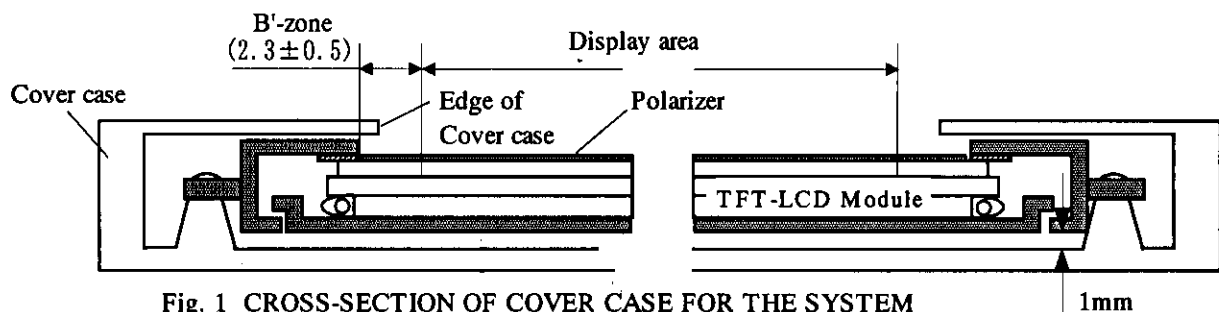 B'-zone
(2.3±0.5)
Display area
Cover case
Edge of
Cover case
Polarizer
TFT-LCD Module
Fig. 1 CROSS-SECTION OF COVER CASE FOR THE SYSTEM
1mm